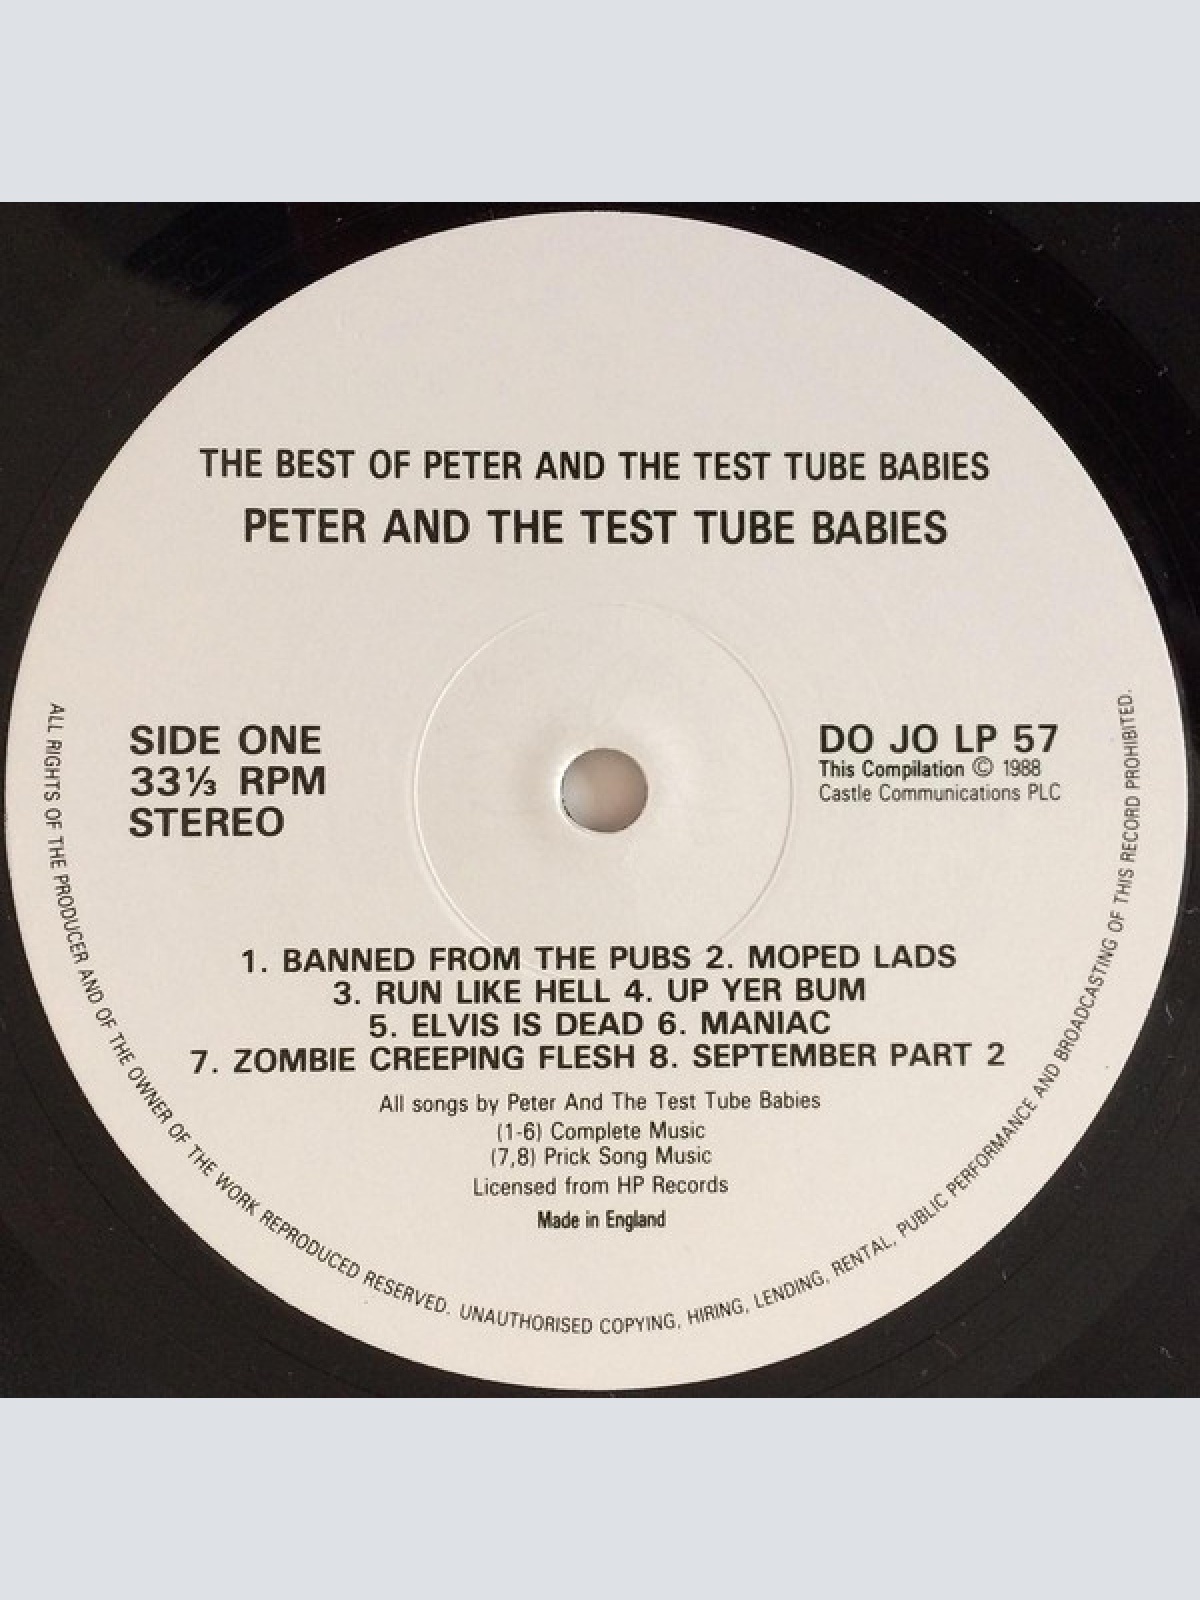 THE BEST OF PETER AND THE TEST TUBE BABIES
PETER AND THE TEST TUBE BABIES
SIDE ONE
33⅓ RPM
STEREO
DO JO LP 57
This Compilation © 1988
Castle Communications PLC
1. BANNED FROM THE PUBS 2. MOPED LADS
3. RUN LIKE HELL 4. UP YER BUM
5. ELVIS IS DEAD 6. MANIAC
7. ZOMBIE CREEPING FLESH 8. SEPTEMBER PART 2
All songs by Peter And The Test Tube Babies
(1-6) Complete Music
(7,8) Prick Song Music
Licensed from HP Records
Made in England
ALL RIGHTS OF THE PRODUCER AND OF THE OWNER OF THE WORK REPRODUCED RESERVED. UNAUTHORISED COPYING, HIRING, LENDING, RENTAL, PUBLIC PERFORMANCE AND BROADCASTING OF THIS RECORD PROHIBITED.